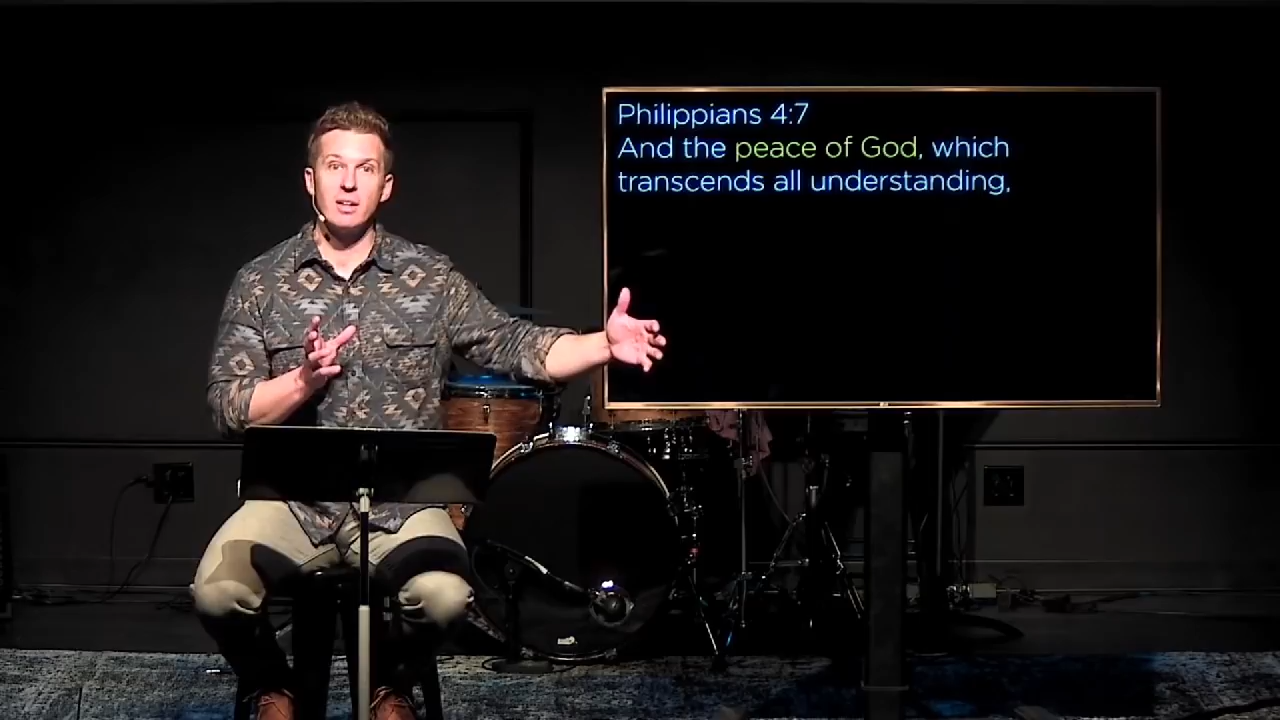 Philippians 4:7
And the peace of God, which
transcends all understanding,